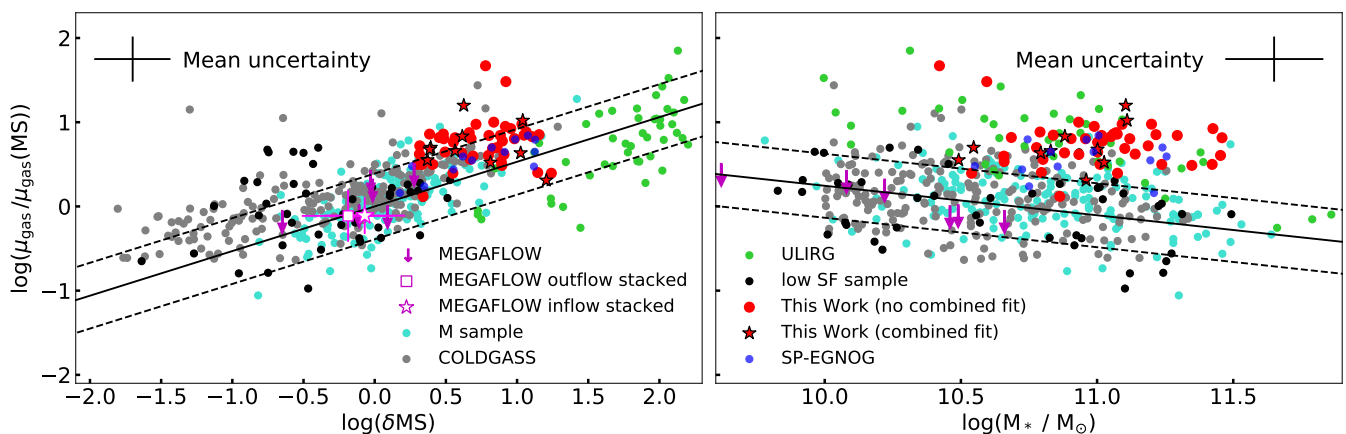 Mean uncertainty
Mean uncertainty
2
1
0
−1
−2
log(μgas/μgas(MS))
MEGAFLOW
MEGAFLOW outflow stacked
MEGAFLOW inflow stacked
M sample
COLDGASS
ULIRG
low SF sample
This Work (no combined fit)
This Work (combined fit)
SP-EGNOG
−2.0 −1.5 −1.0 −0.5 0.0 0.5 1.0 1.5 2.0
10.0 10.5 11.0 11.5
log(δMS)
log(M* / M⊙)